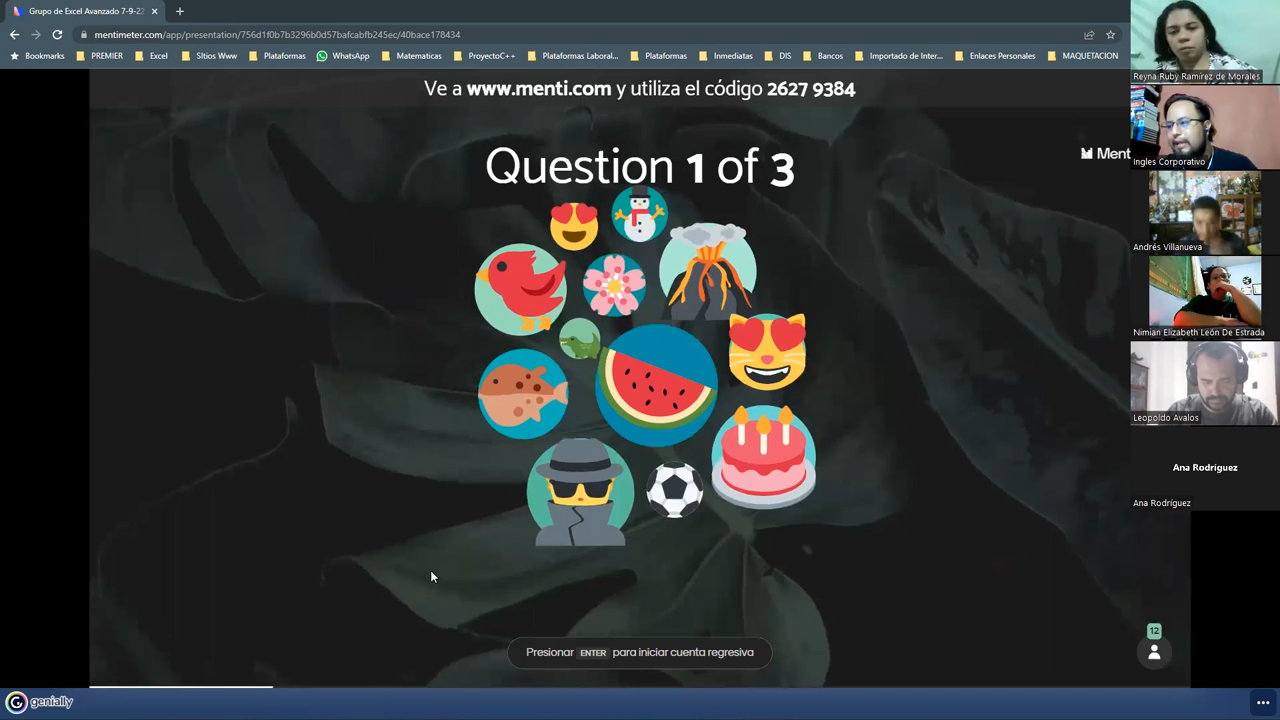 Grupo de Excel Avanzado 7-9-22
mentimeter.com/app/presentation/756d1f0b7b3296b0d57bafcabfb245ec/40bace178434
Bookmarks PREMIER Excel Sitios Www Plataformas WhatsApp Matematicas ProyectoC++ Plataformas Laboral... Plataformas Inmediatas DIS Bancos Importado de Inter... Enlaces Personales MAQUETACION
Ve a www.menti.com y utiliza el código 2627 9384
Ment
Question 1 of 3
Presionar ENTER para iniciar cuenta regresiva
12
genially
Reyna Ruby Ramírez de Morales
Ingles Corporativo
Andrés Villanueva
Nimian Elizabeth León De Estrada
Leopoldo Avalos
Ana Rodríguez
Ana Rodríguez